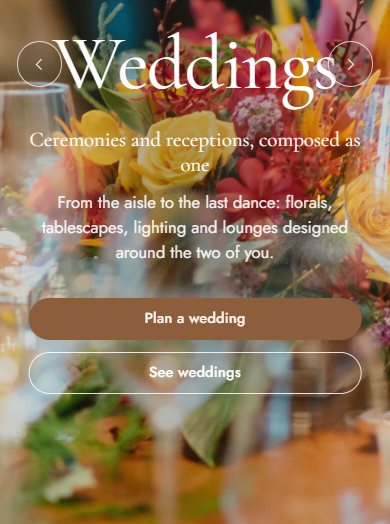 Weddings
Ceremonies and receptions, composed as
one
From the aisle to the last dance: florals,
tablescapes, lighting and lounges designed
around the two of you.
Plan a wedding
See weddings